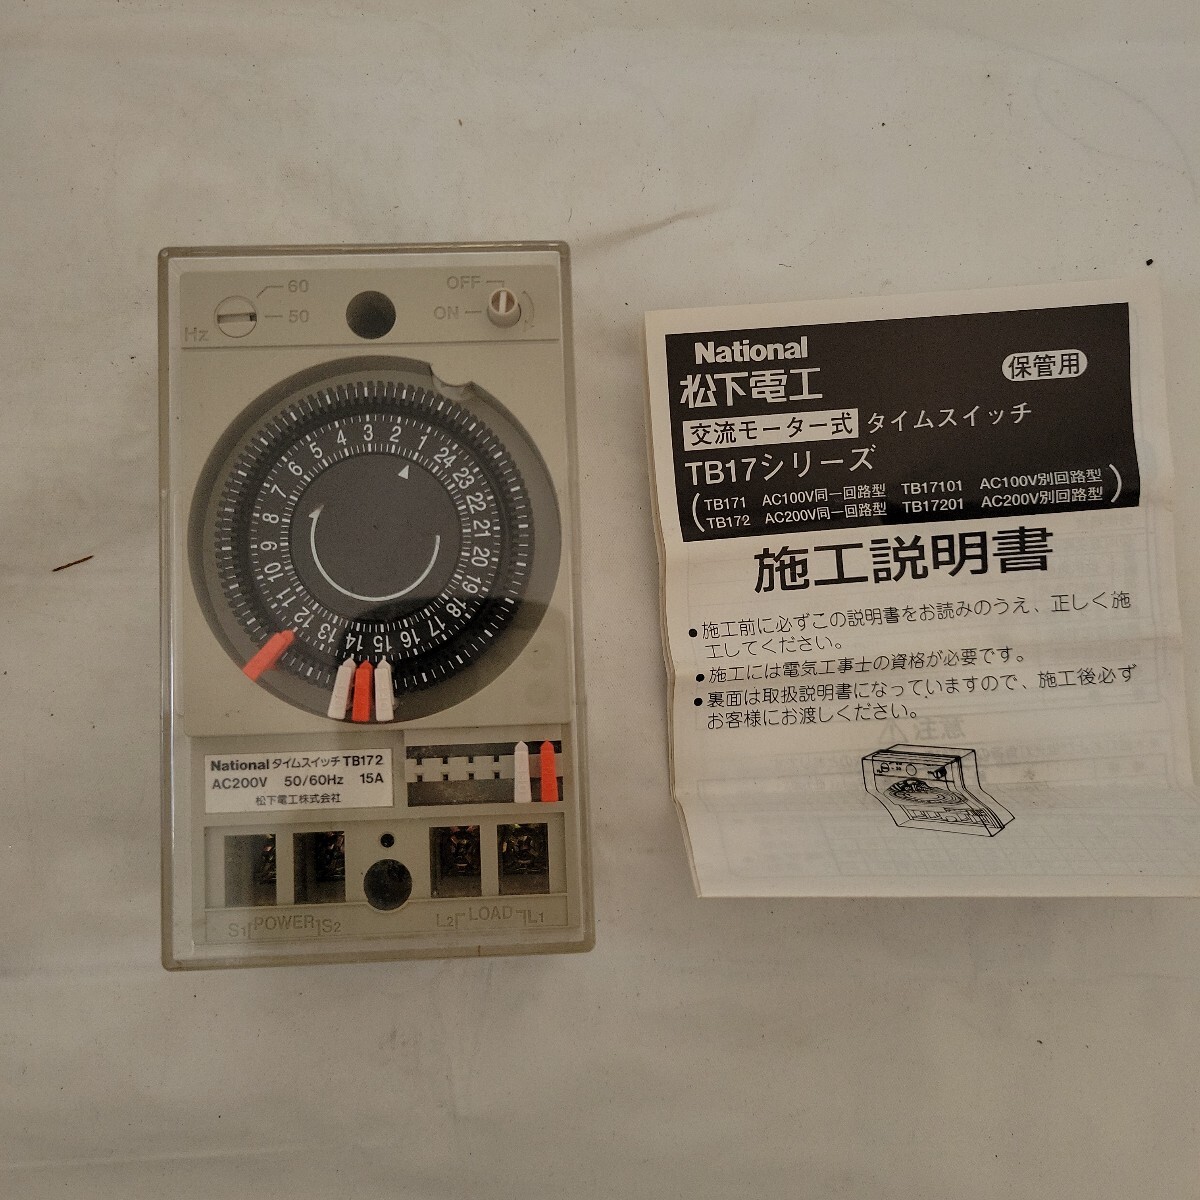 60
50
Hz
OFF
ON
1 2 3 4 5 6 7 8 9 10 11 12 13 14 15 16 17 18 19 20 21 22 23 24
National タイムスイッチ TB172
AC200V 50/60Hz 15A
松下電工株式会社
S1 POWER S2
L2 LOAD L1
National
松下電工
保管用
交流モーター式 タイムスイッチ
TB17シリーズ
(TB171 AC100V同一回路型 TB17101 AC100V別回路型
TB172 AC200V同一回路型 TB17201 AC200V別回路型)
施工説明書
●施工前に必ずこの説明書をお読みのうえ、正しく施
工してください。
●施工には電気工事士の資格が必要です。
●裏面は取扱説明書になっていますので、施工後必ず
お客様にお渡しください。